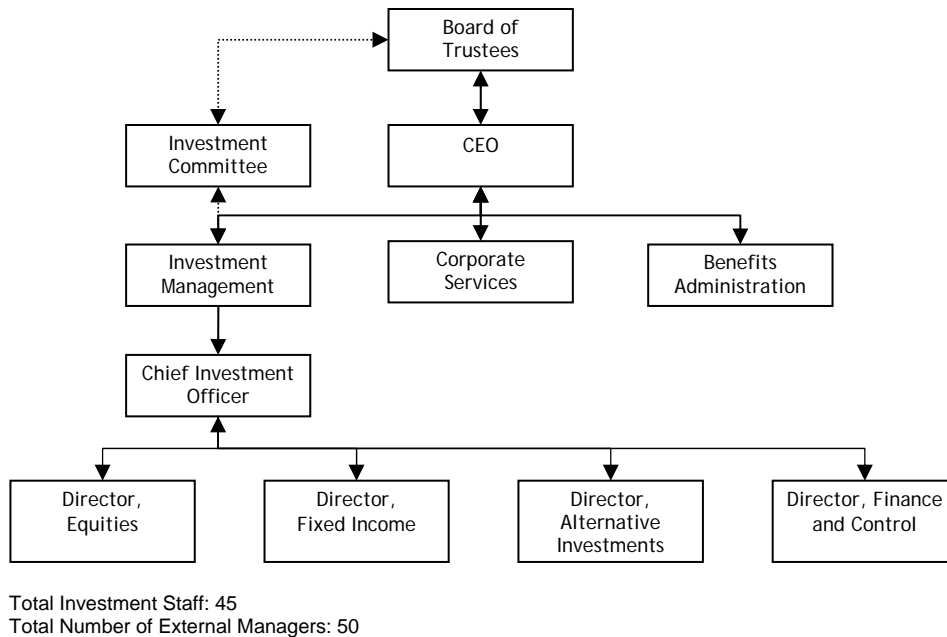 Board of
Trustees
Investment
Committee
CEO
Investment
Management
Corporate
Services
Benefits
Administration
Chief Investment
Officer
Director,
Equities
Director,
Fixed Income
Director,
Alternative
Investments
Director, Finance
and Control
Total Investment Staff: 45
Total Number of External Managers: 50